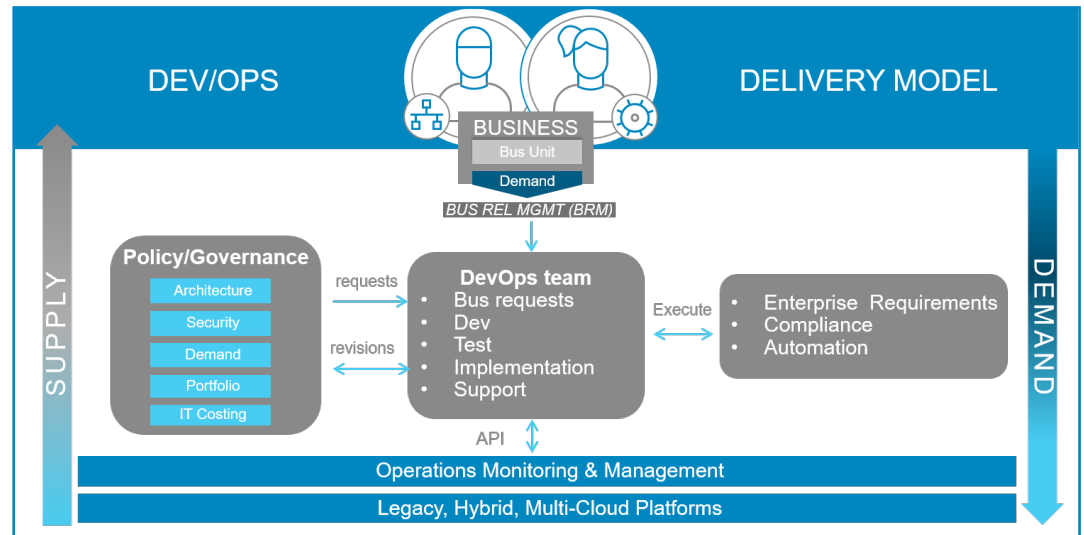 DEV/OPS
DELIVERY MODEL
BUSINESS
Bus Unit
Demand
BUS REL MGMT (BRM)
SUPPLY
Policy/Governance
Architecture
Security
Demand
Portfolio
IT Costing
requests
revisions
DevOps team
• Bus requests
• Dev
• Test
• Implementation
• Support
Execute
• Enterprise Requirements
• Compliance
• Automation
DEMAND
API
Operations Monitoring & Management
Legacy, Hybrid, Multi-Cloud Platforms